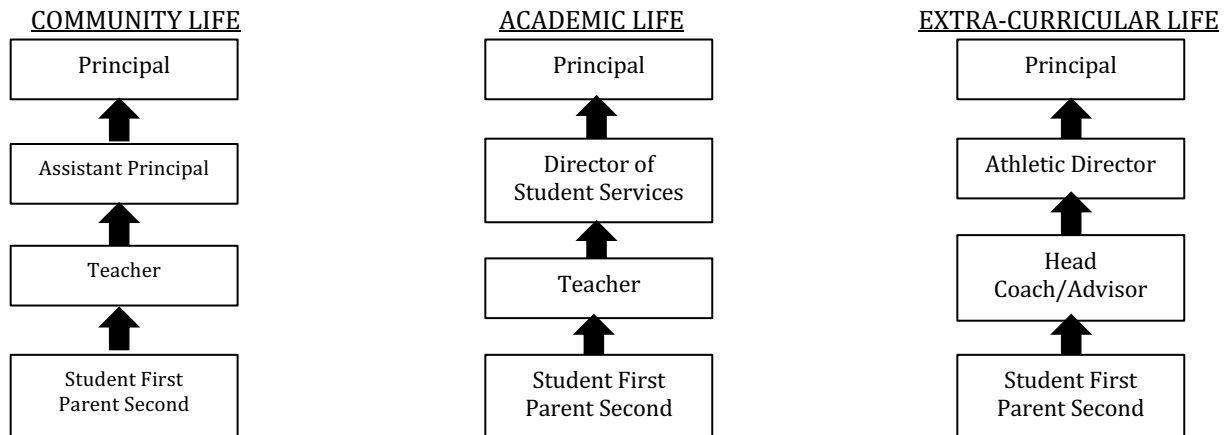 COMMUNITY LIFE
Principal
Assistant Principal
Teacher
Student First
Parent Second
ACADEMIC LIFE
Principal
Director of
Student Services
Teacher
Student First
Parent Second
EXTRA-CURRICULAR LIFE
Principal
Athletic Director
Head
Coach/Advisor
Student First
Parent Second